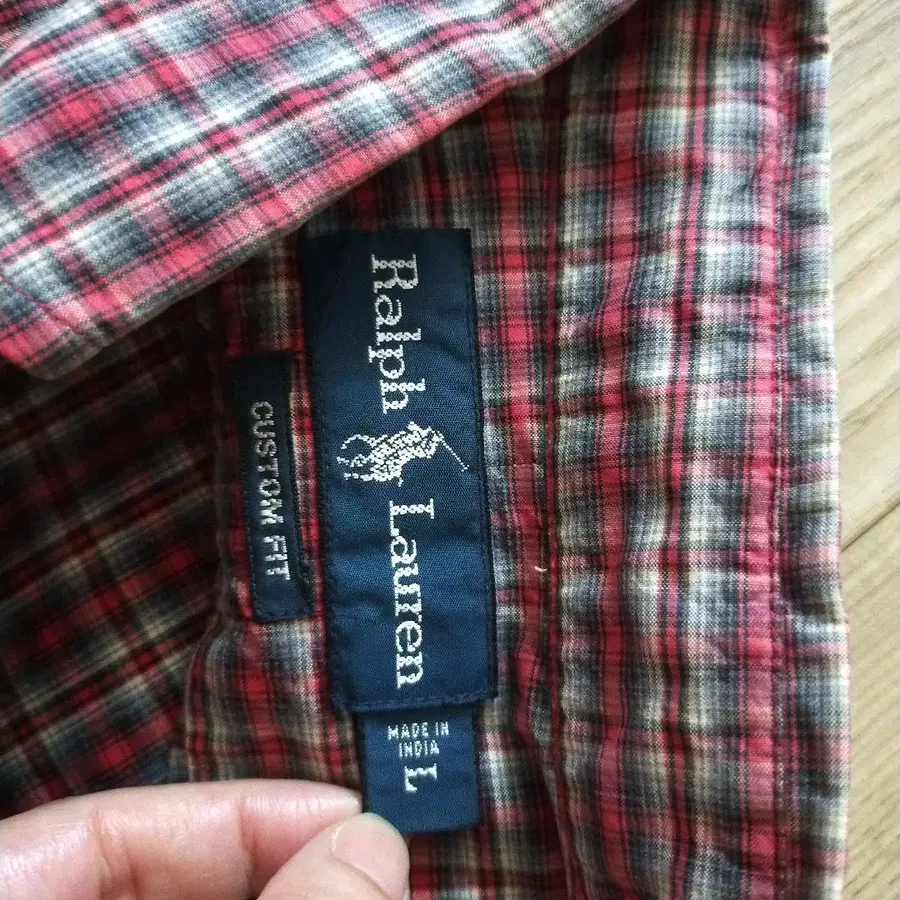 Ralph Lauren
CUSTOM FIT
MADE IN
INDIA
L